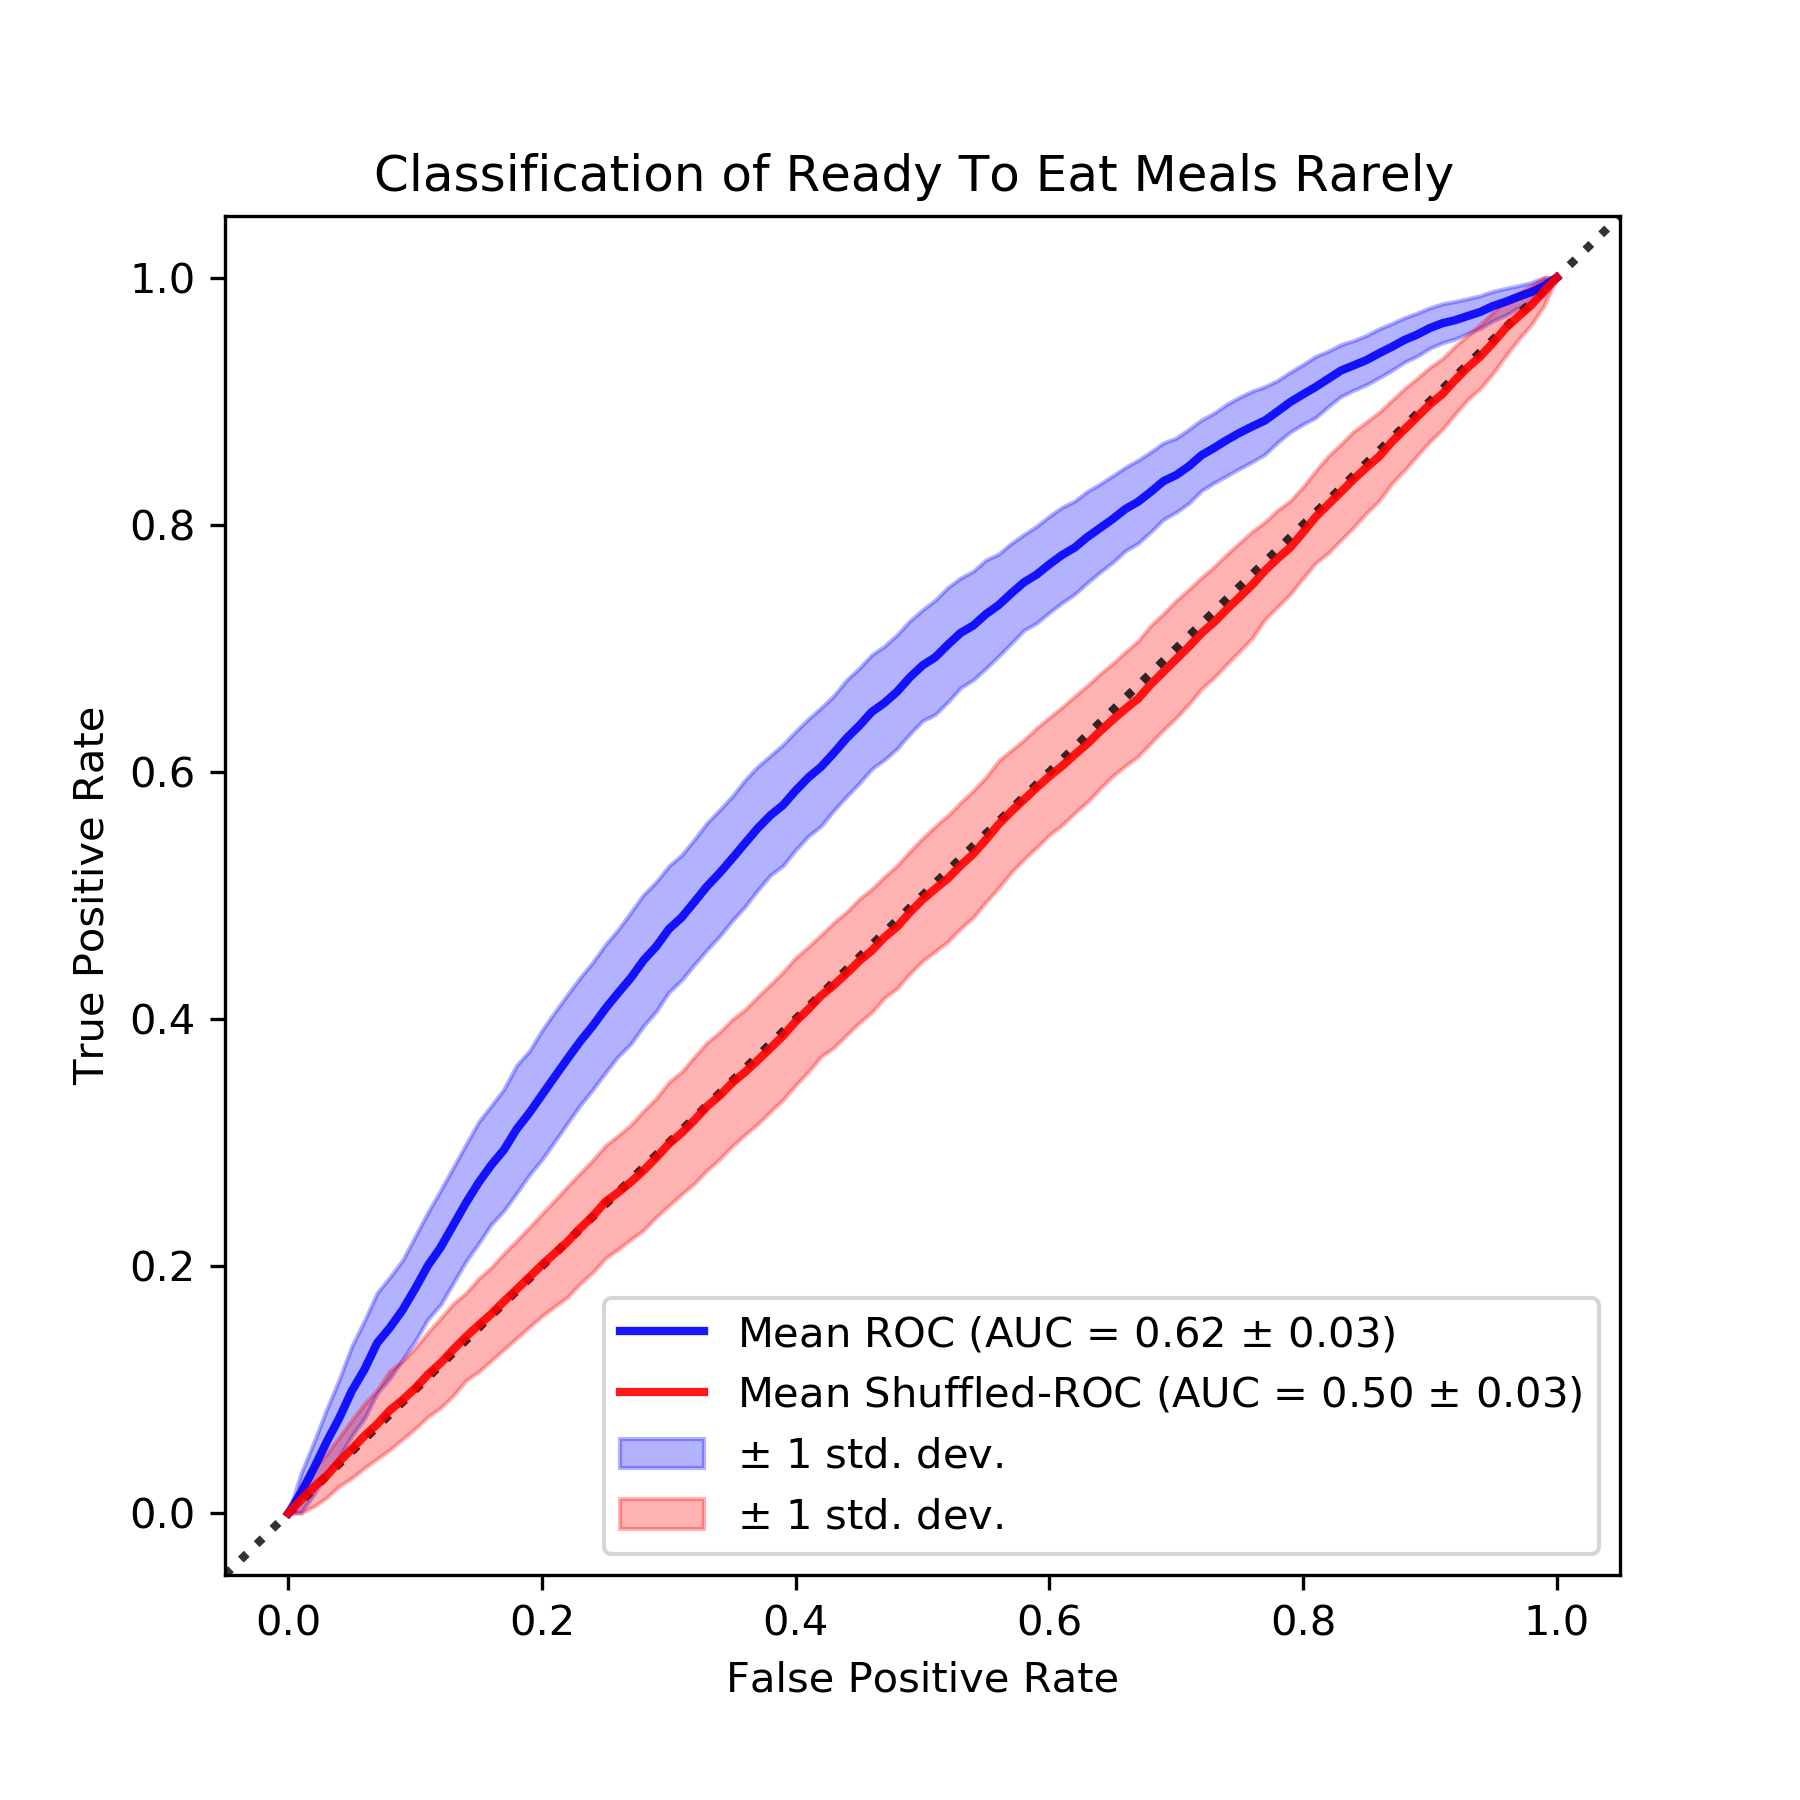 Classification of Ready To Eat Meals Rarely
True Positive Rate
1.0
0.8
0.6
0.4
0.2
0.0
Mean ROC (AUC = 0.62 ± 0.03)
Mean Shuffled-ROC (AUC = 0.50 ± 0.03)
± 1 std. dev.
± 1 std. dev.
0.0 0.2 0.4 0.6 0.8 1.0
False Positive Rate